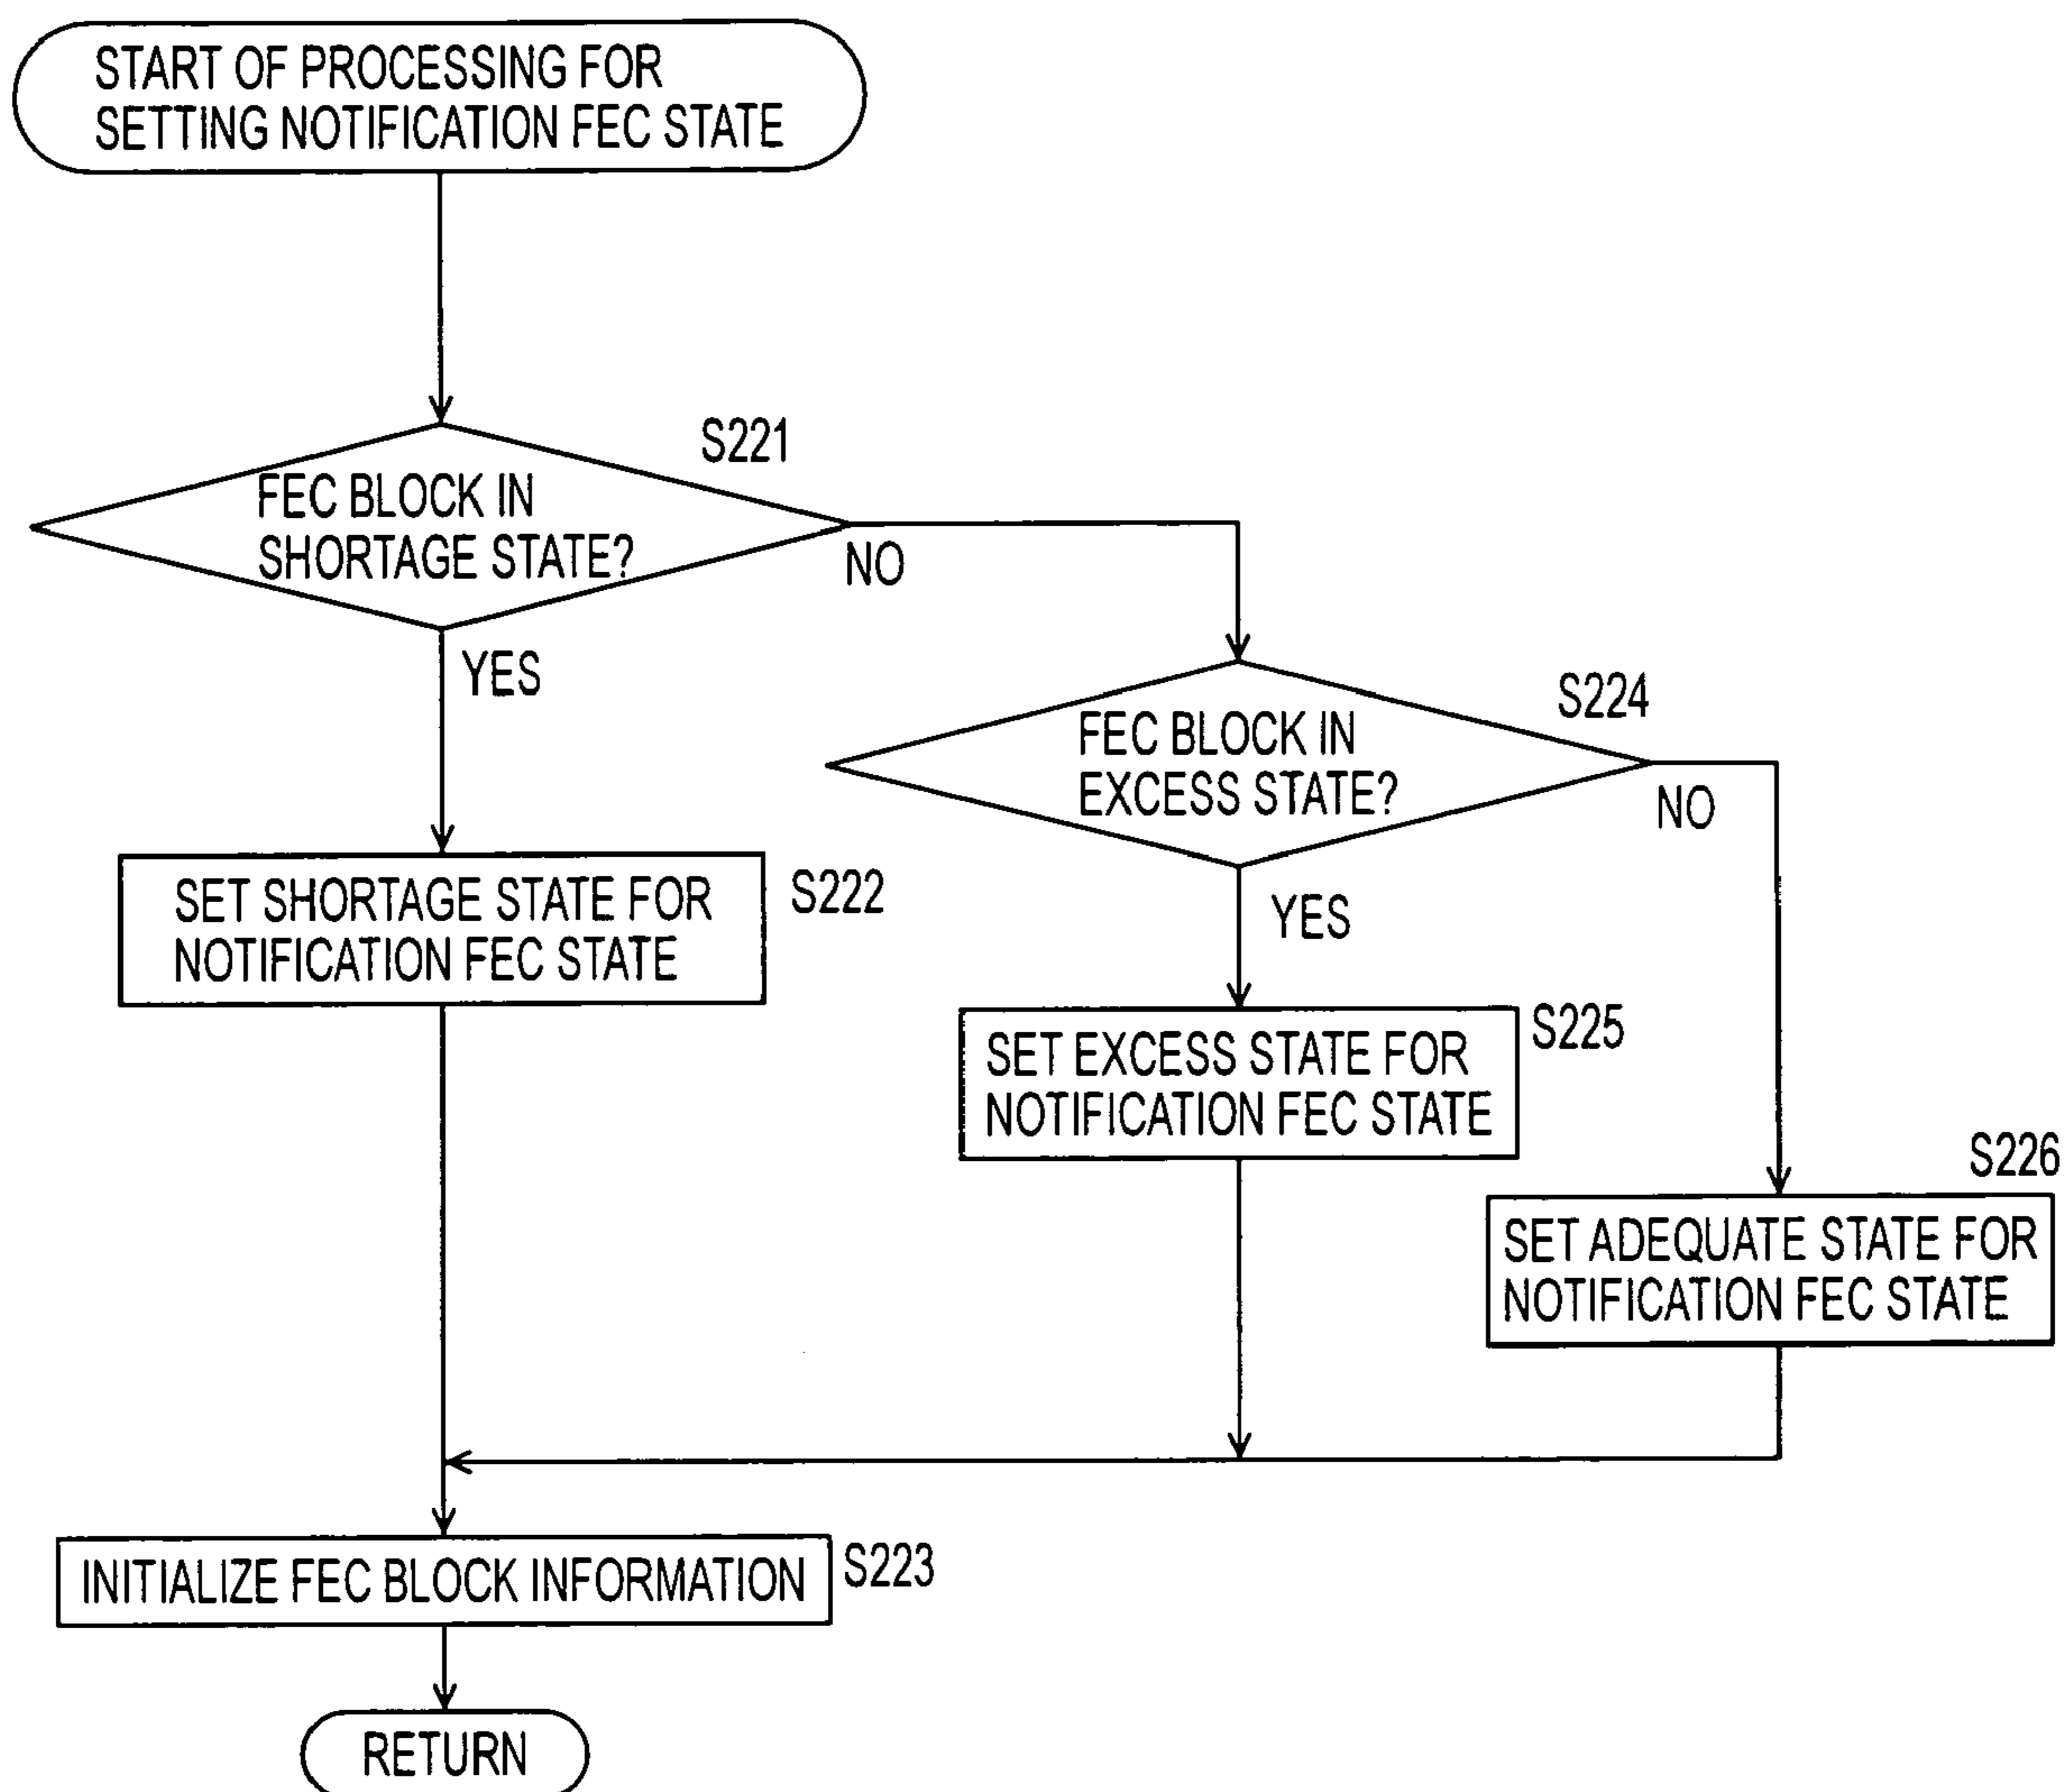 START OF PROCESSING FOR
SETTING NOTIFICATION FEC STATE
S221
FEC BLOCK IN
SHORTAGE STATE?
NO
YES
S224
FEC BLOCK IN
EXCESS STATE?
NO
YES
S222
SET SHORTAGE STATE FOR
NOTIFICATION FEC STATE
S225
SET EXCESS STATE FOR
NOTIFICATION FEC STATE
S226
SET ADEQUATE STATE FOR
NOTIFICATION FEC STATE
INITIALIZE FEC BLOCK INFORMATION
S223
RETURN